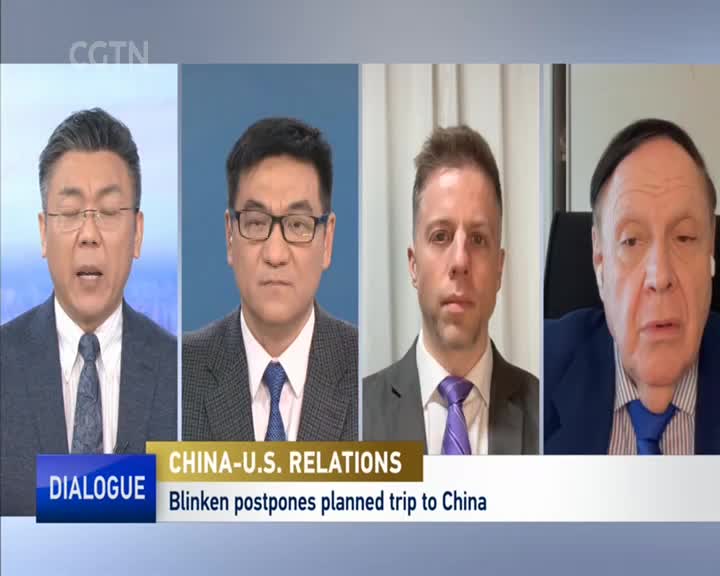 CGTN
CHINA-U.S. RELATIONS
DIALOGUE
Blinken postpones planned trip to China